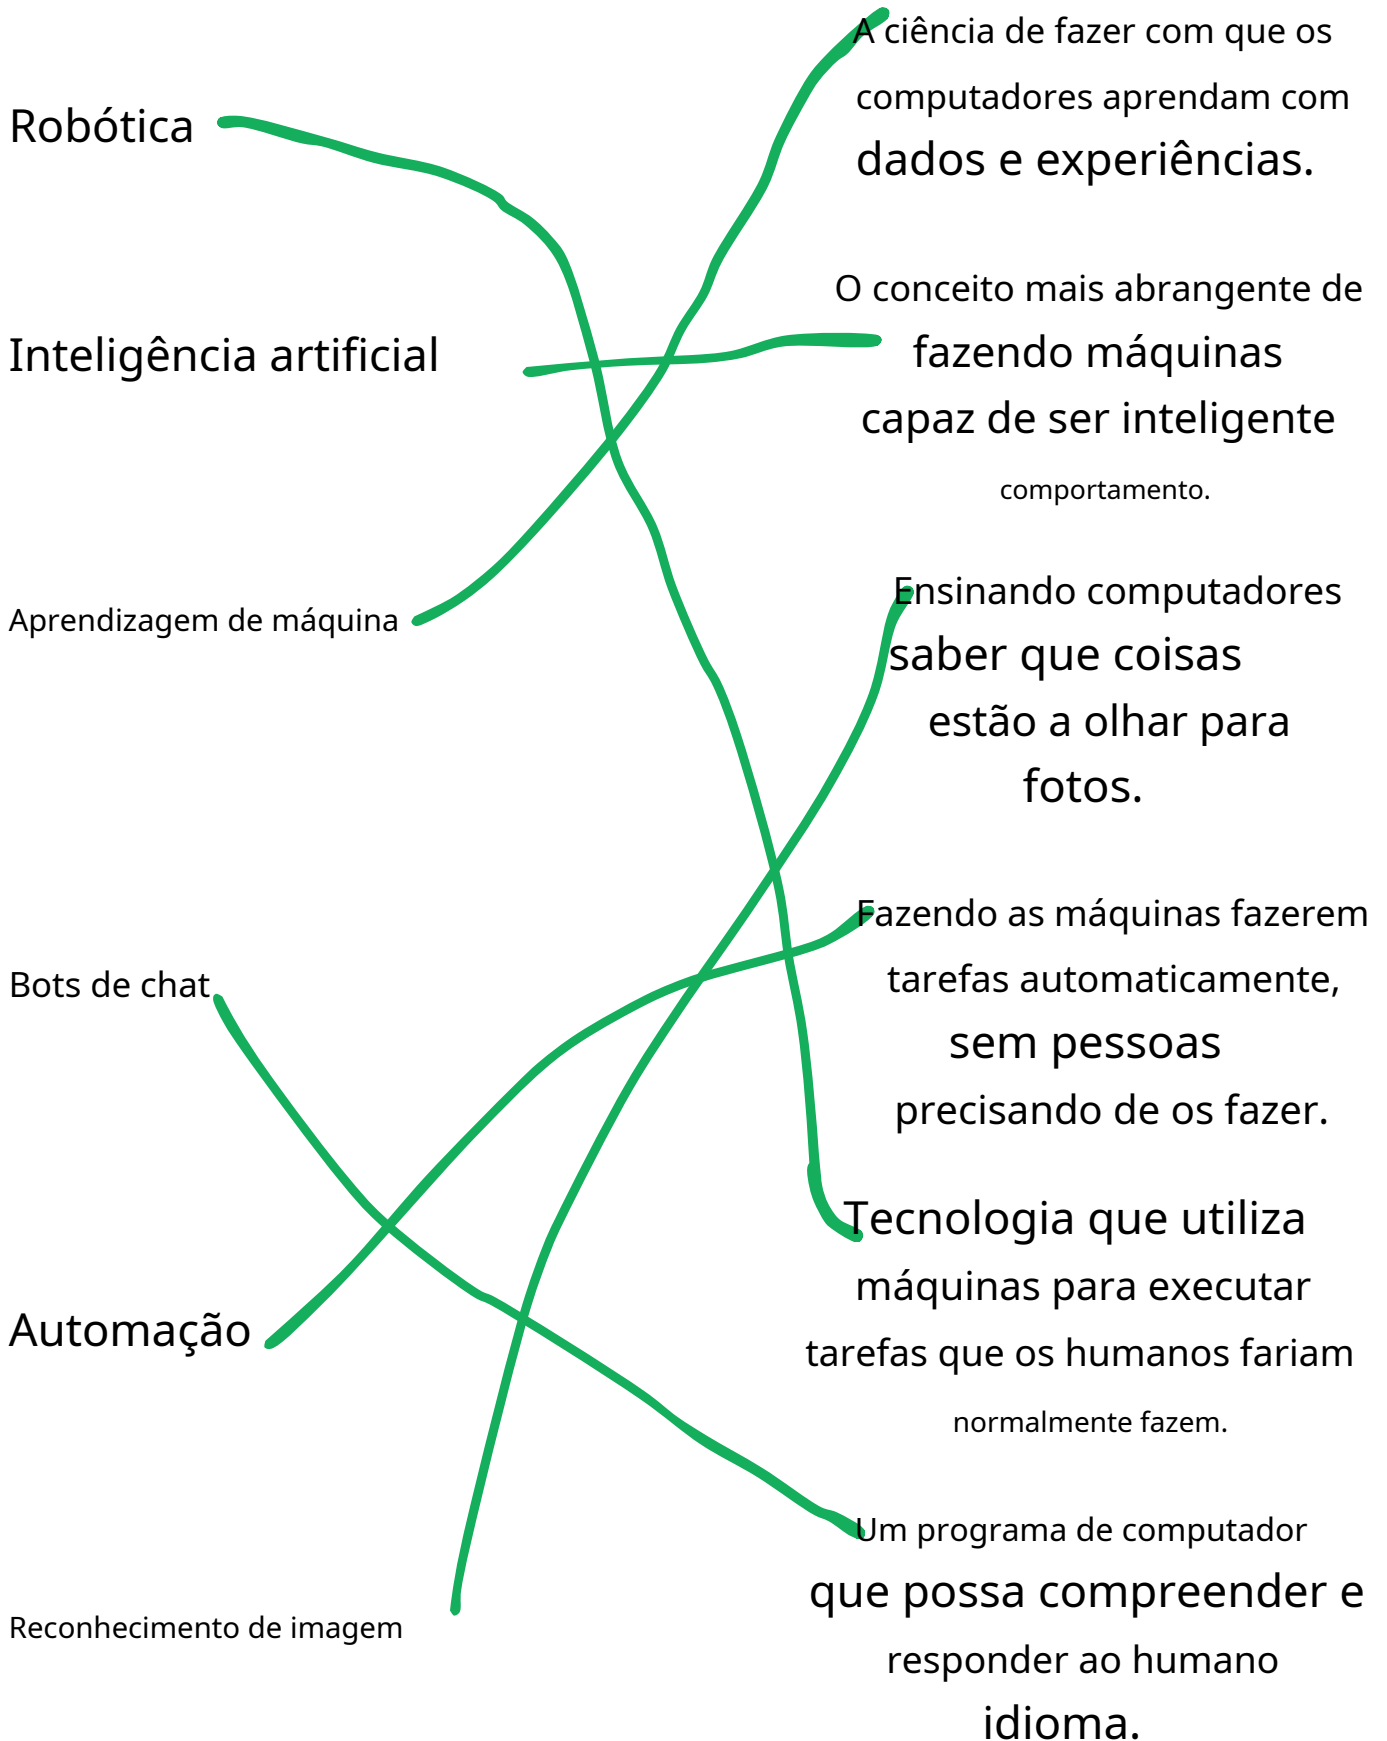 Robótica
Inteligência artificial
Aprendizagem de máquina
Bots de chat
Automação
Reconhecimento de imagem
A ciência de fazer com que os
computadores aprendam com
dados e experiências.
O conceito mais abrangente de
fazendo máquinas
capaz de ser inteligente
comportamento.
Ensinando computadores
saber que coisas
estão a olhar para
fotos.
Fazendo as máquinas fazerem
tarefas automaticamente,
sem pessoas
precisando de os fazer.
Tecnologia que utiliza
máquinas para executar
tarefas que os humanos fariam
normalmente fazem.
Um programa de computador
que possa compreender e
responder ao humano
idioma.